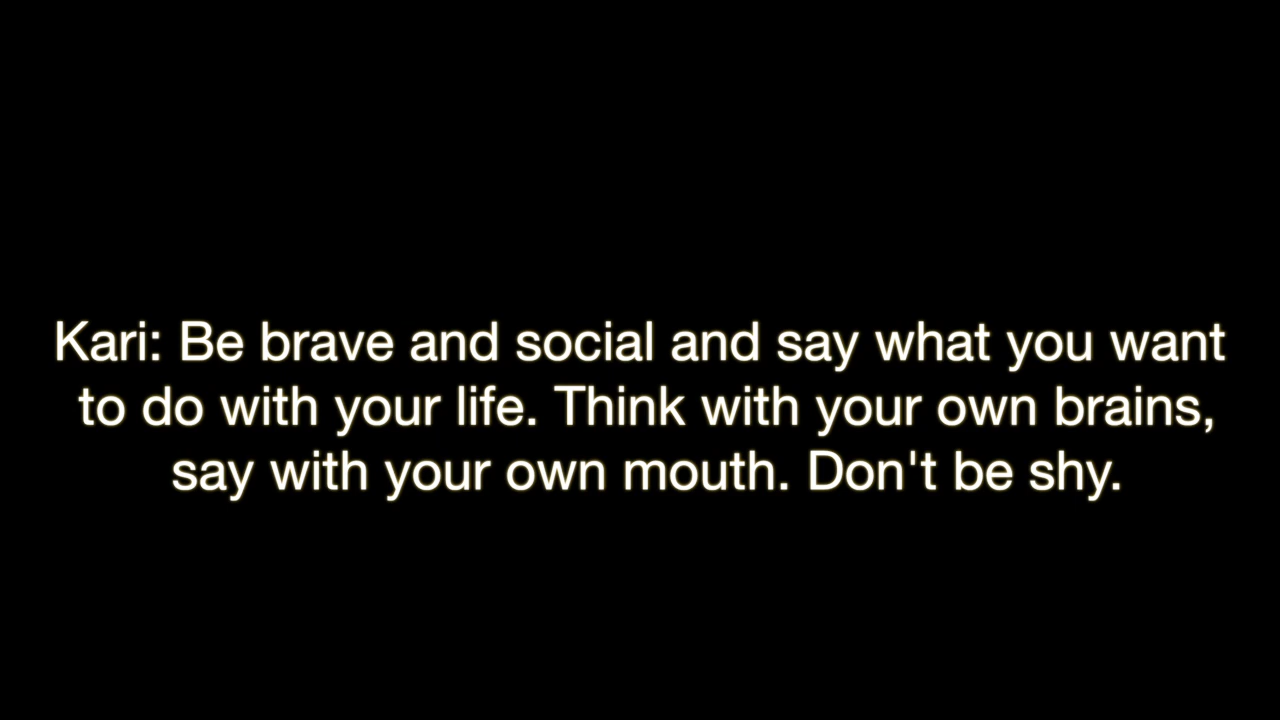 Kari: Be brave and social and say what you want
to do with your life. Think with your own brains,
say with your own mouth. Don't be shy.